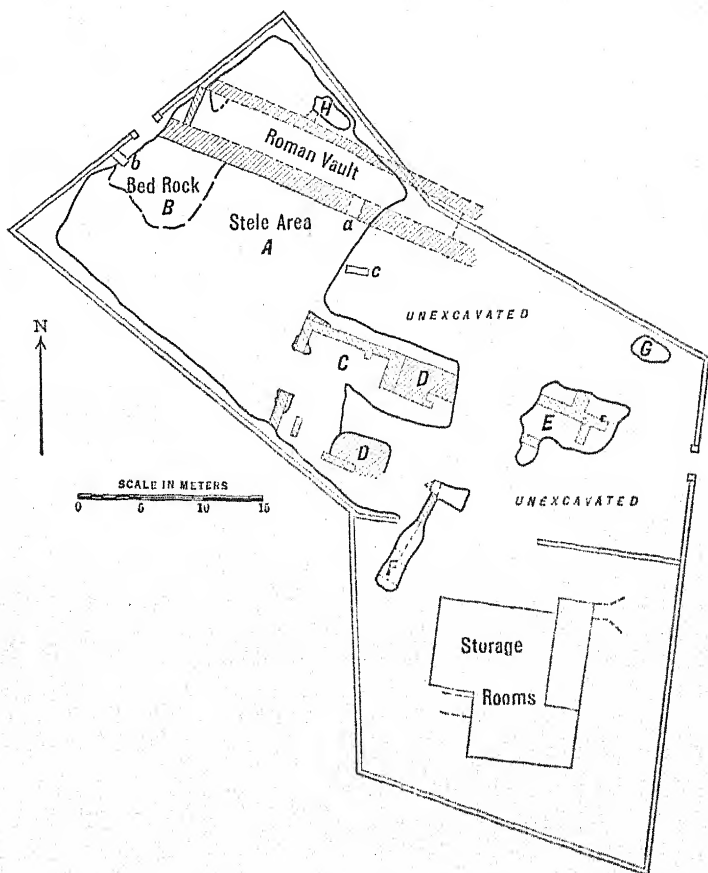 H
Roman Vault
b
Bed Rock
B
Stele Area
A
a
c
N
UNEXCAVATED
G
C
D
E
D
SCALE IN METERS
0 5 10 15
UNEXCAVATED
F
Storage
Rooms